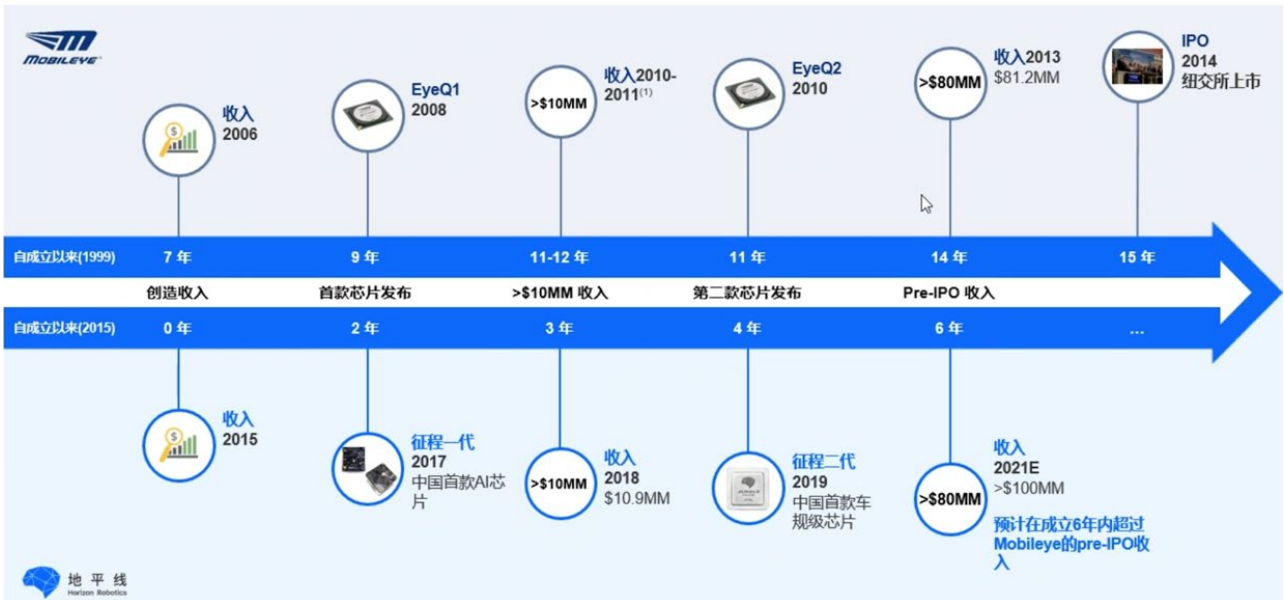 MOBILEYE
收入
2006
EyeQ1
2008
>$10MM
收入2010-
2011(1)
EyeQ2
2010
>$80MM
收入2013
$81.2MM
IPO
2014
纽交所上市
自成立以来(1999)
7 年
9 年
11-12 年
11 年
14 年
15 年
创造收入
首款芯片发布
>$10MM 收入
第二款芯片发布
Pre-IPO 收入
自成立以来(2015)
0 年
2 年
3 年
4 年
6 年
...
收入
2015
征程一代
2017
中国首款AI芯
片
>$10MM
收入
2018
$10.9MM
征程二代
2019
中国首款车
规级芯片
>$80MM
收入
2021E
>$100MM
预计在成立6年内超过
Mobileye的pre-IPO收
入
地平线
Horizon Robotics